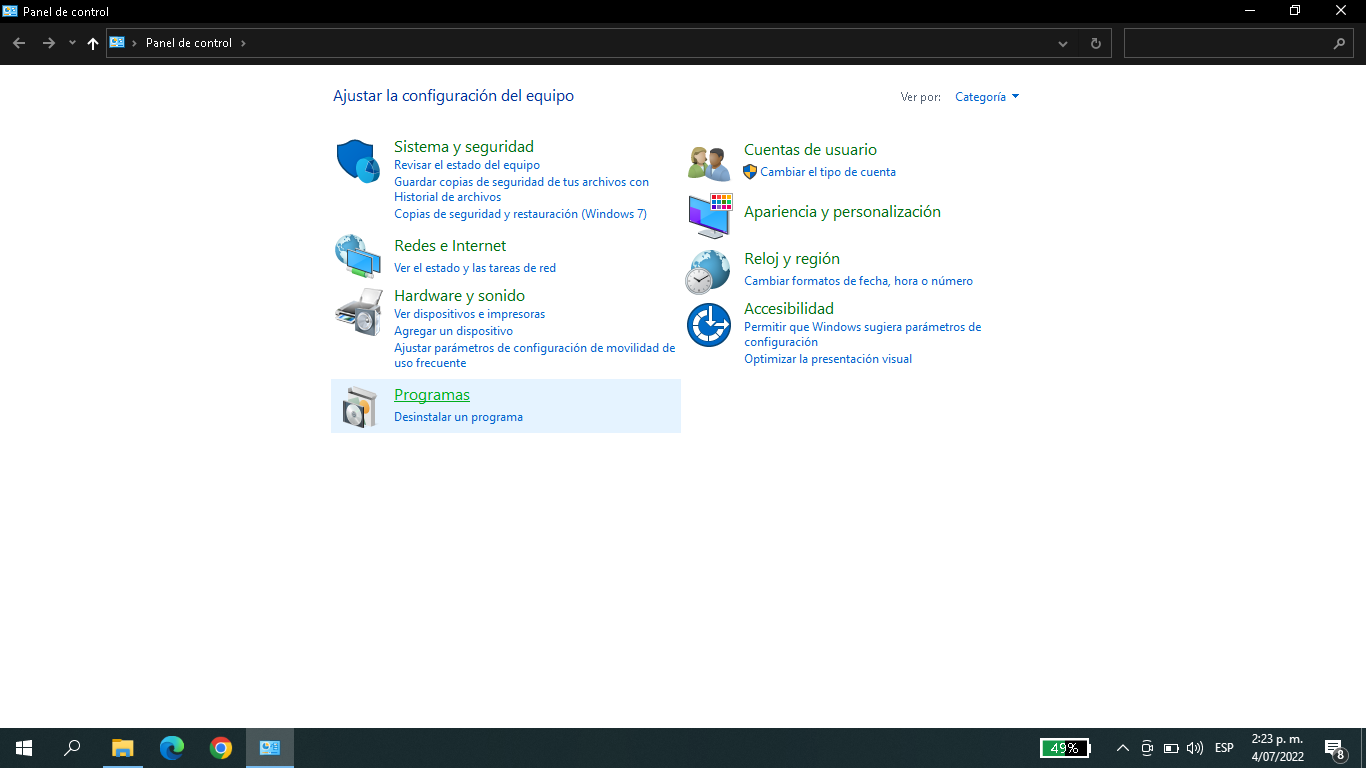 Panel de control
Panel de control
Ajustar la configuración del equipo
Ver por: Categoría
Sistema y seguridad
Revisar el estado del equipo
Guardar copias de seguridad de tus archivos con
Historial de archivos
Copias de seguridad y restauración (Windows 7)
Redes e Internet
Ver el estado y las tareas de red
Hardware y sonido
Ver dispositivos e impresoras
Agregar un dispositivo
Ajustar parámetros de configuración de movilidad de
uso frecuente
Programas
Desinstalar un programa
Cuentas de usuario
Cambiar el tipo de cuenta
Apariencia y personalización
Reloj y región
Cambiar formatos de fecha, hora o número
Accesibilidad
Permitir que Windows sugiera parámetros de
configuración
Optimizar la presentación visual
49%
ESP
2:23 p. m.
4/07/2022
8